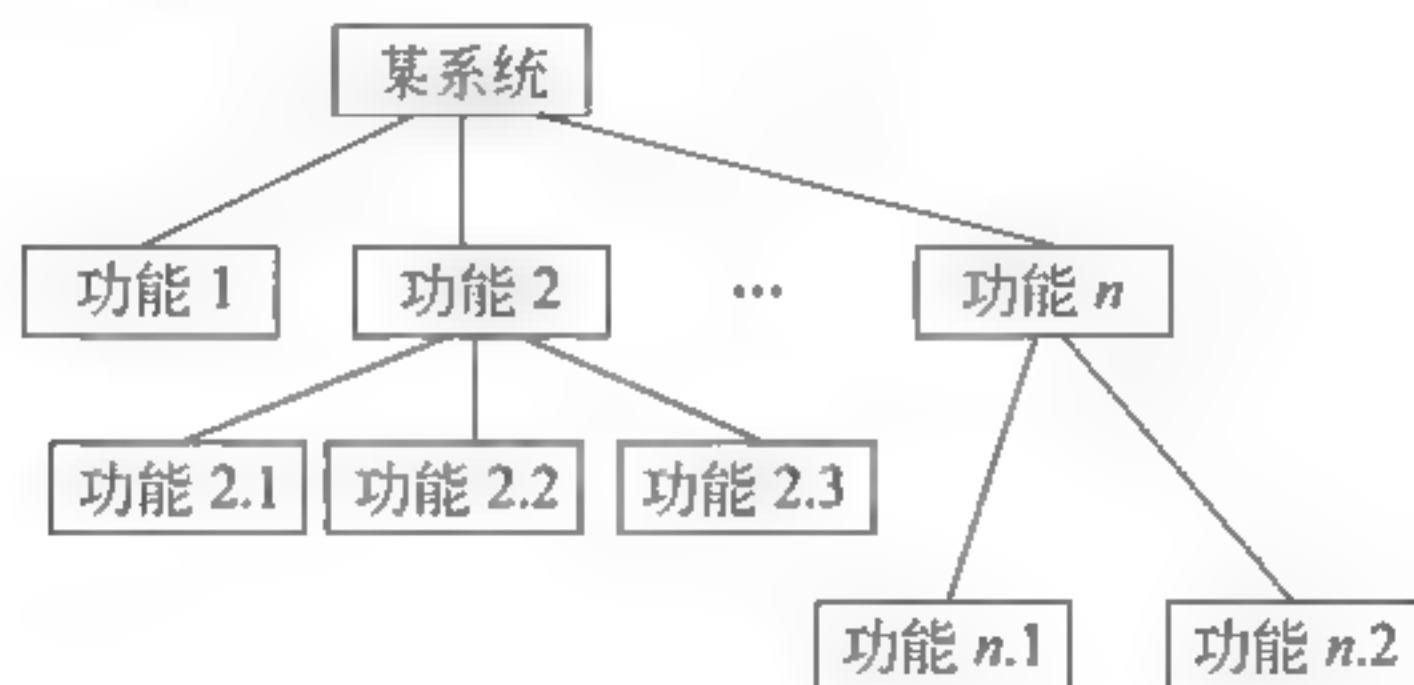 某系统
功能 1 功能 2 … 功能 n
功能 2.1 功能 2.2 功能 2.3
功能 n.1 功能 n.2